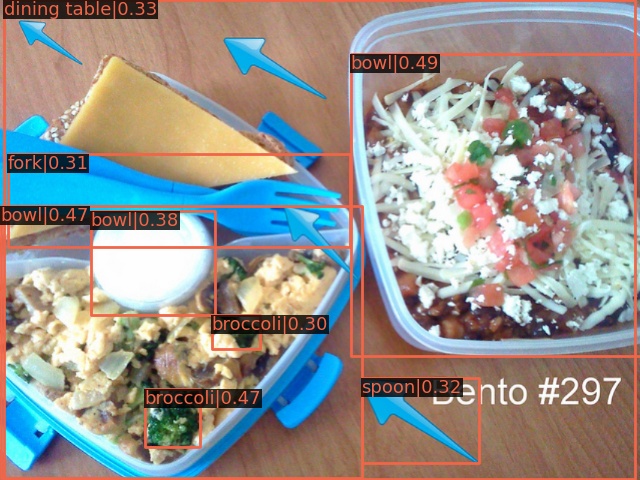 dining table|0.33
bowl|0.49
fork|0.31
bowl|0.47
bowl|0.38
broccoli|0.30
spoon|0.32
Bento #297
broccoli|0.47